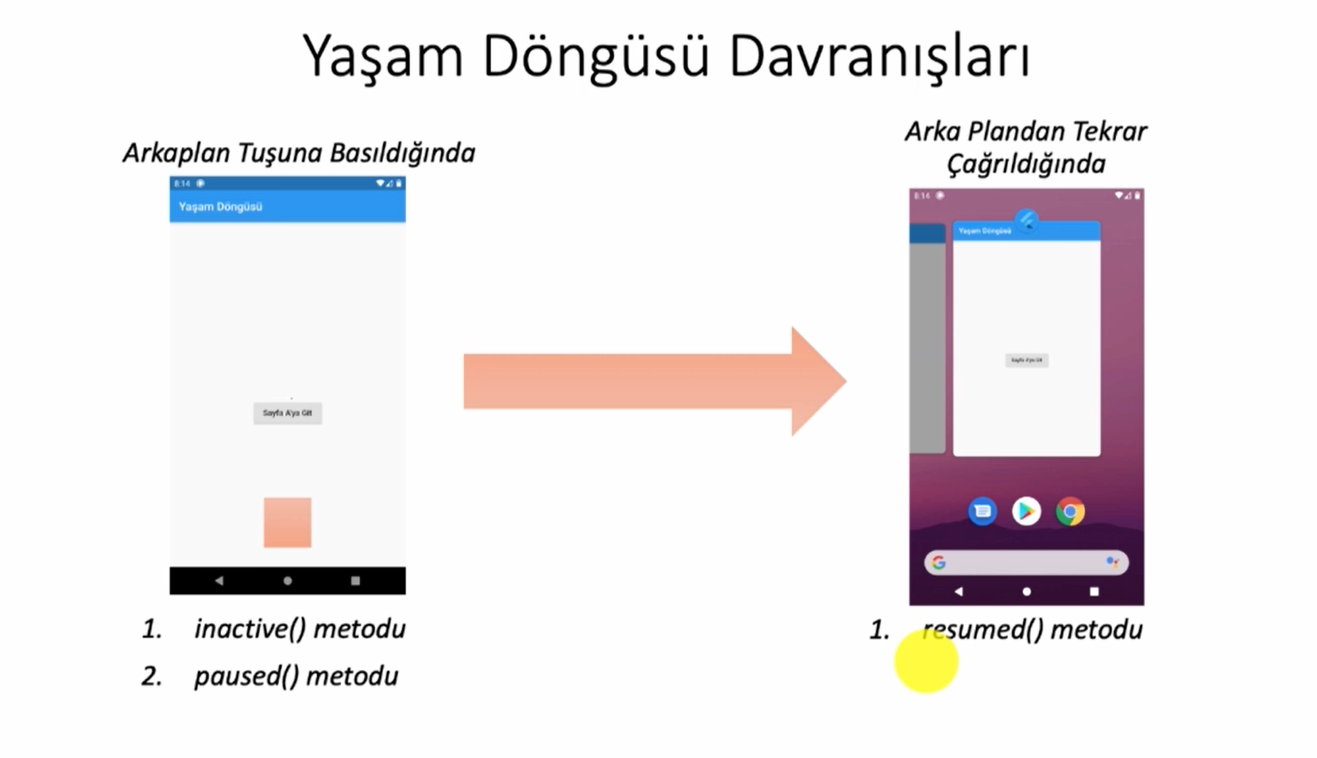 Yaşam Döngüsü Davranışları
Arkaplan Tuşuna Basıldığında
8:14
Yaşam Döngüsü
Sayfa A'ya Git
1. inactive() metodu
2. paused() metodu
Arka Plandan Tekrar
Çağrıldığında
8:14
Yaşam Döngüsü
Sayfa A'ya Git
1. resumed() metodu